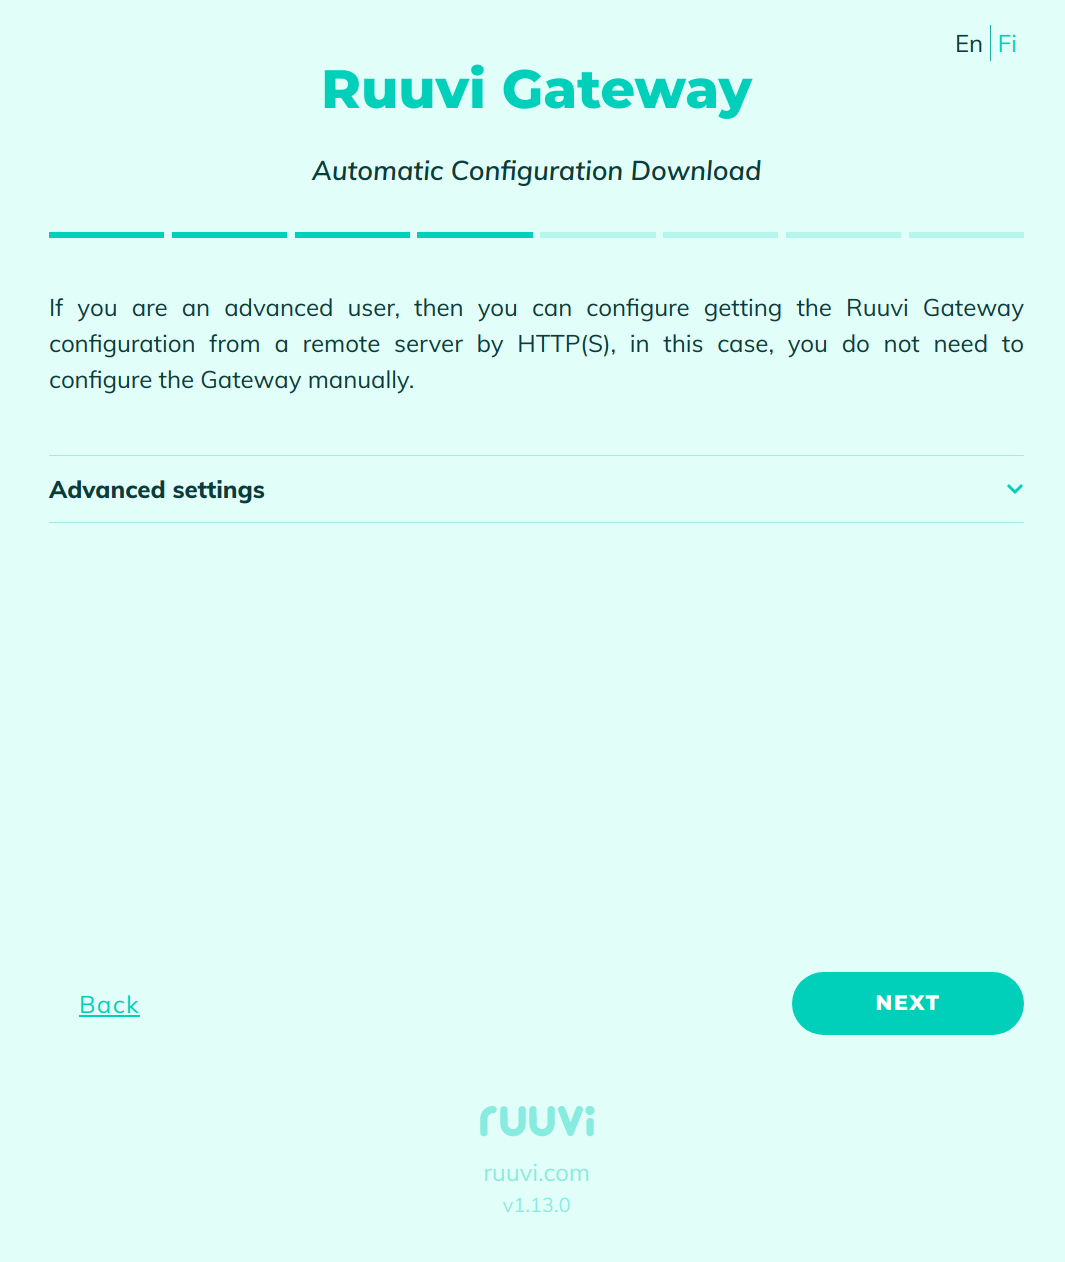 En Fi
Ruuvi Gateway
Automatic Configuration Download
If you are an advanced user, then you can configure getting the Ruuvi Gateway
configuration from a remote server by HTTP(S), in this case, you do not need to
configure the Gateway manually.
Advanced settings
Back
NEXT
ruuvi
ruuvi.com
v1.13.0